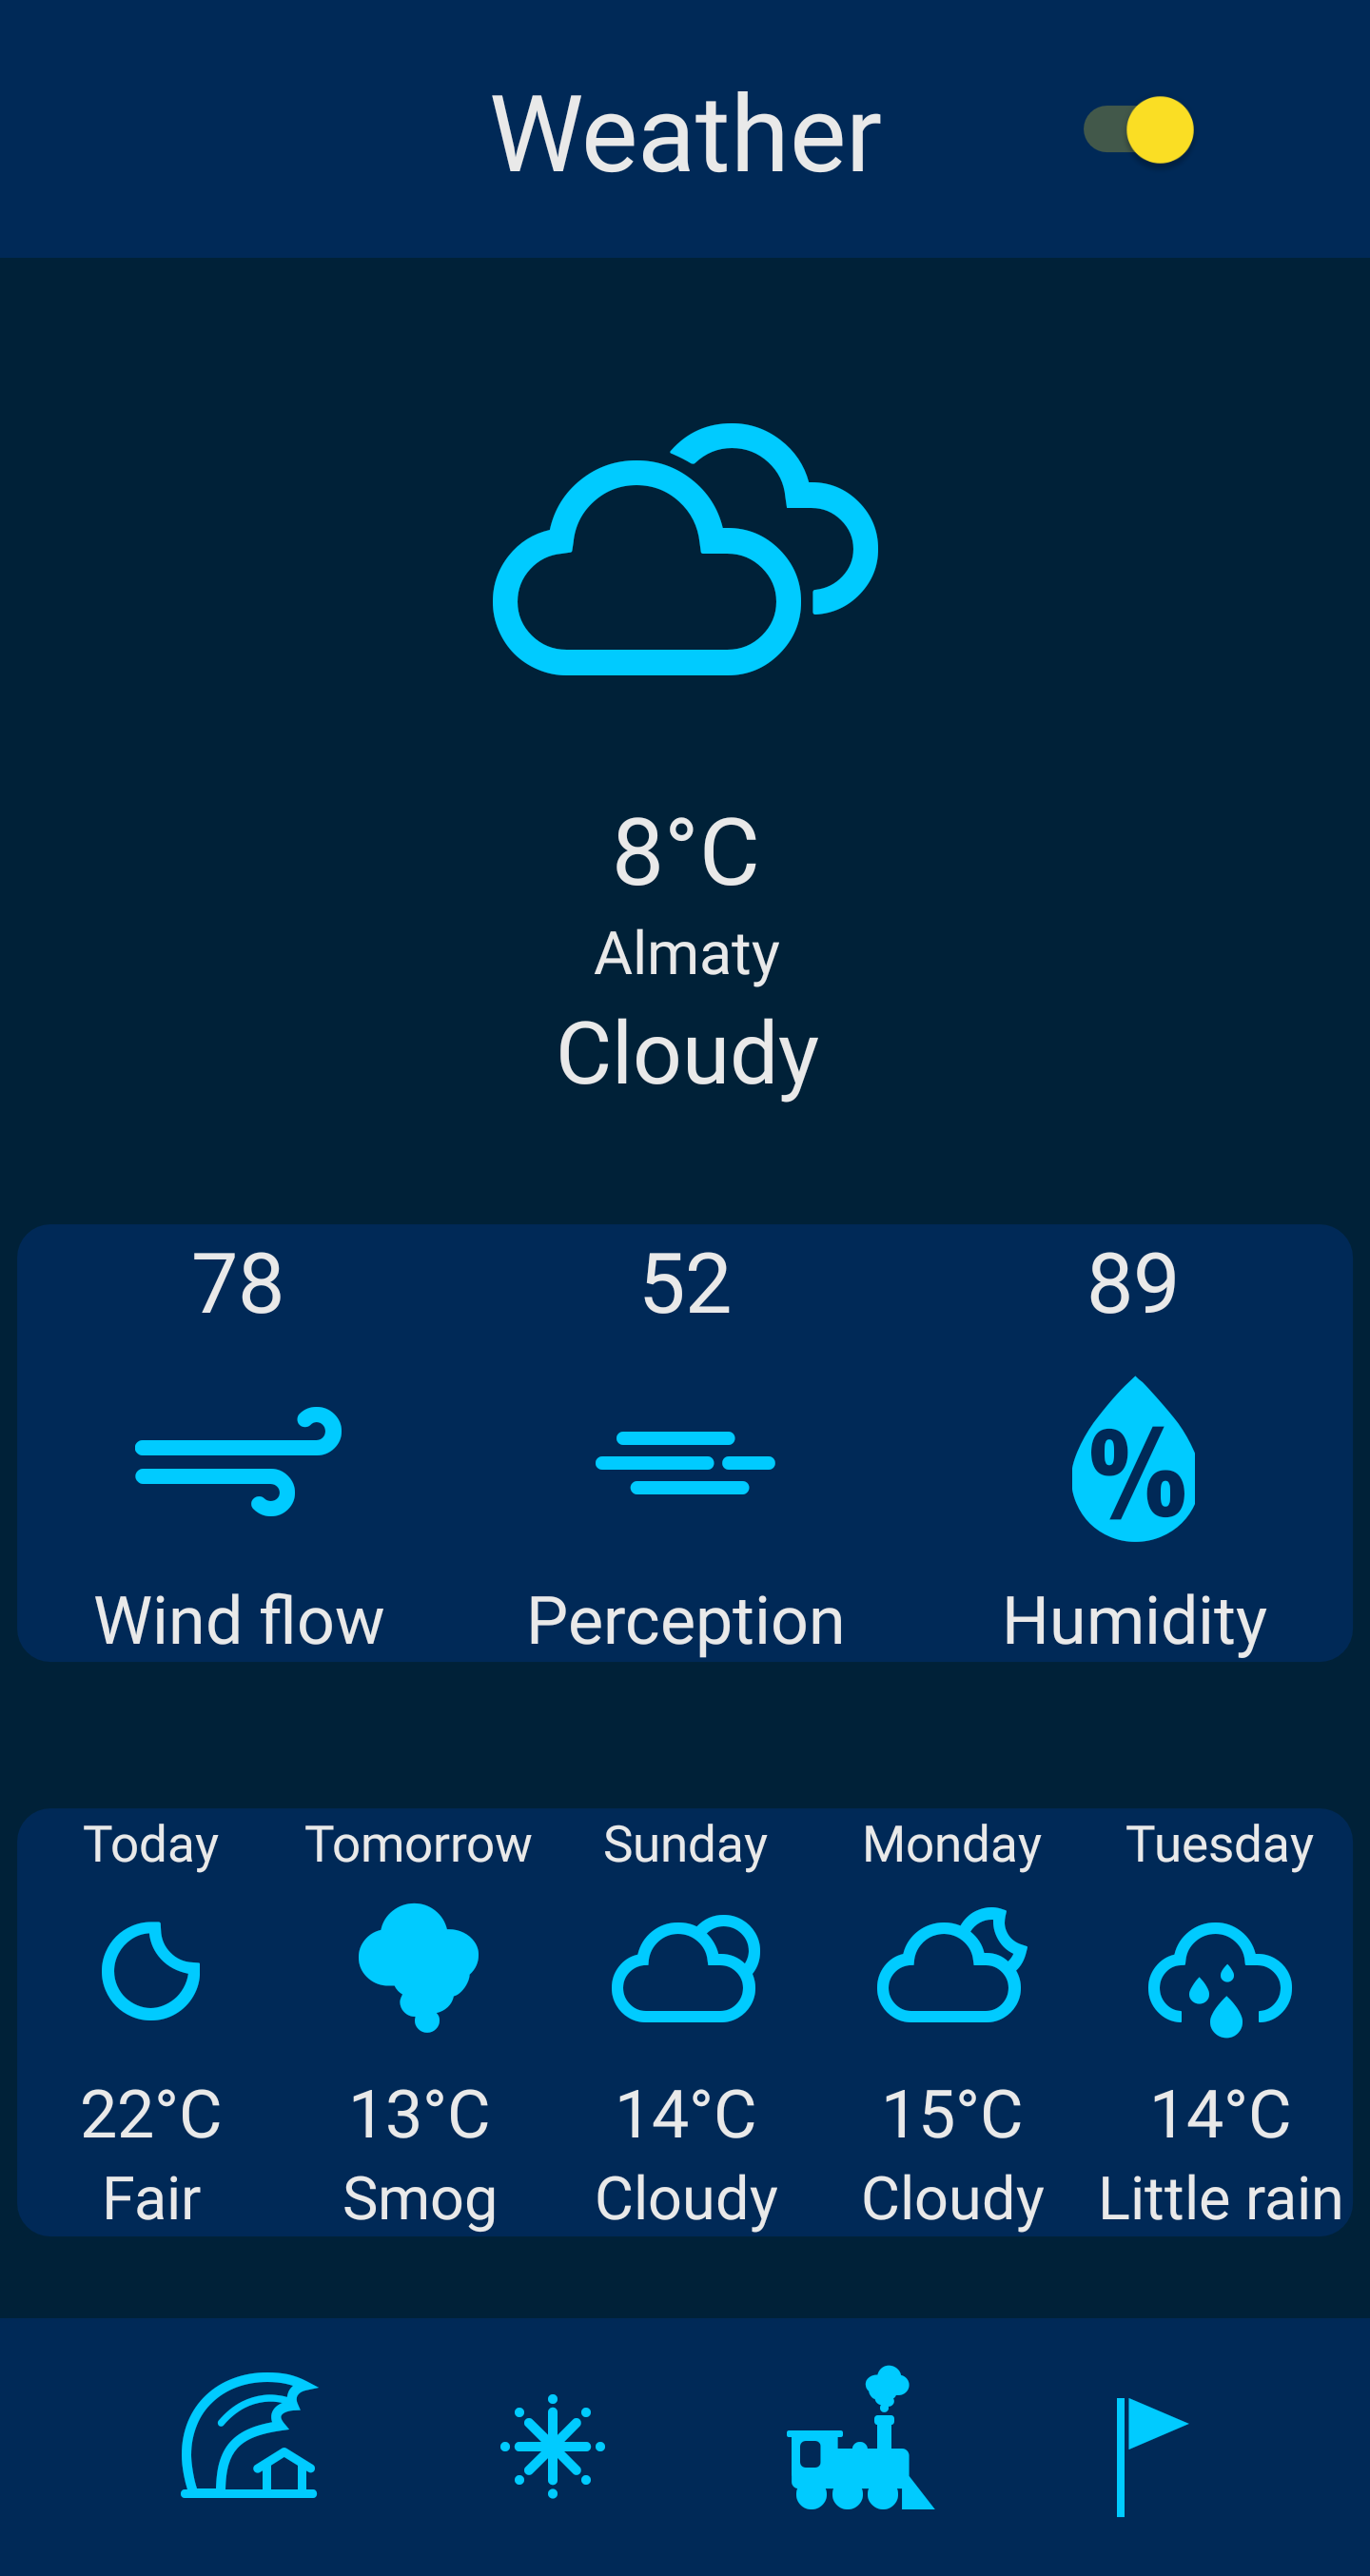 Weather
8°C
Almaty
Cloudy
78 52 89
%
Wind flow Perception Humidity
Today Tomorrow Sunday Monday Tuesday
22°C 13°C 14°C 15°C 14°C
Fair Smog Cloudy Cloudy Little rain